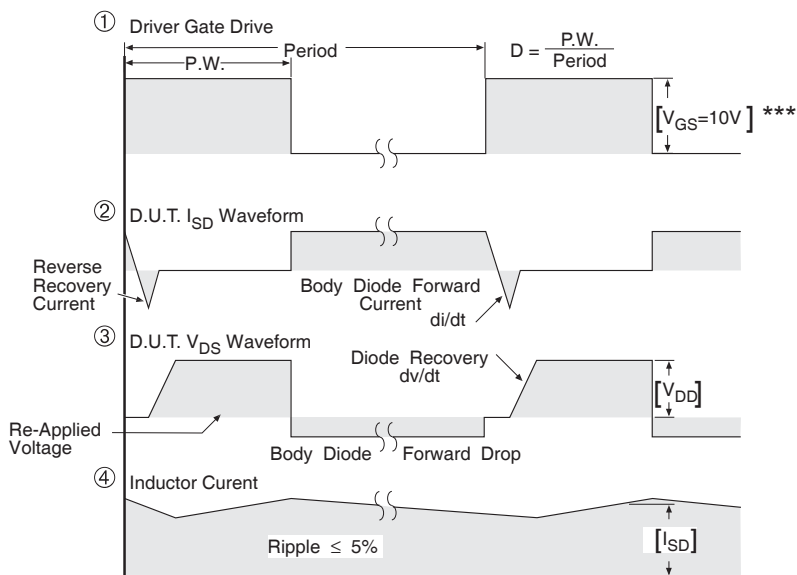 ① Driver Gate Drive
Period
P.W.
D = P.W. / Period
[VGS=10V] ***
② D.U.T. ISD Waveform
Reverse
Recovery
Current
Body Diode Forward
Current
di/dt
③ D.U.T. VDS Waveform
Diode Recovery
dv/dt
[VDD]
Re-Applied
Voltage
Body Diode Forward Drop
④ Inductor Curent
Ripple ≤ 5%
[ISD]